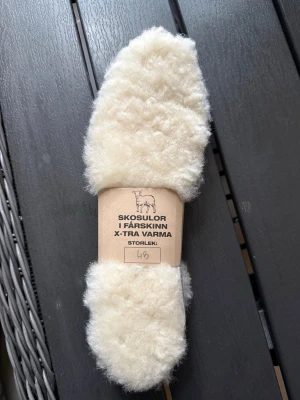 SKOSULOR
I FÅRSKINN
X-TRA VARMA
STORLEK:
48